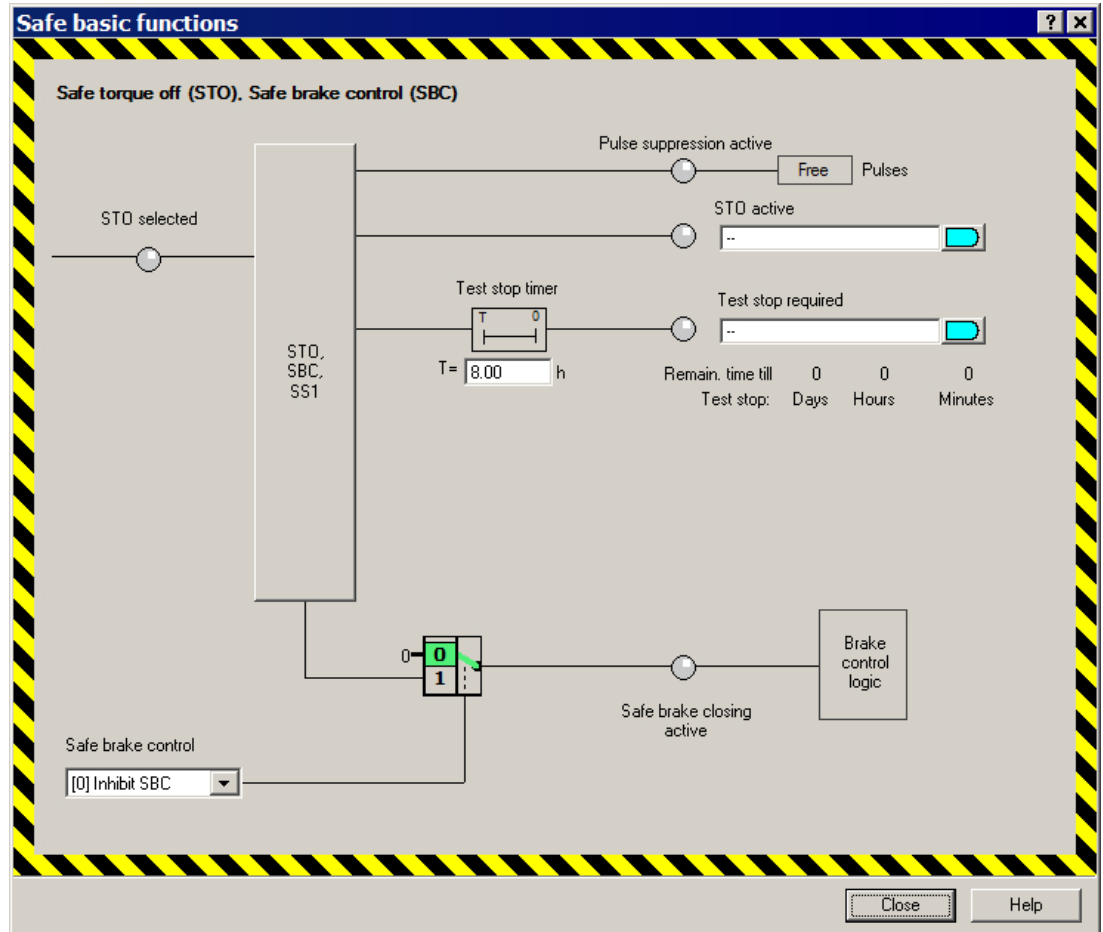 Safe basic functions
Safe torque off (STO), Safe brake control (SBC)
Pulse suppression active
Free Pulses
STO selected
STO active
--
Test stop timer
T 0
T= 8.00 h
Test stop required
--
Remain. time till 0 0 0
Test stop: Days Hours Minutes
STO,
SBC,
SS1
0 0
1
Safe brake closing
active
Brake
control
logic
Safe brake control
[0] Inhibit SBC
Close Help